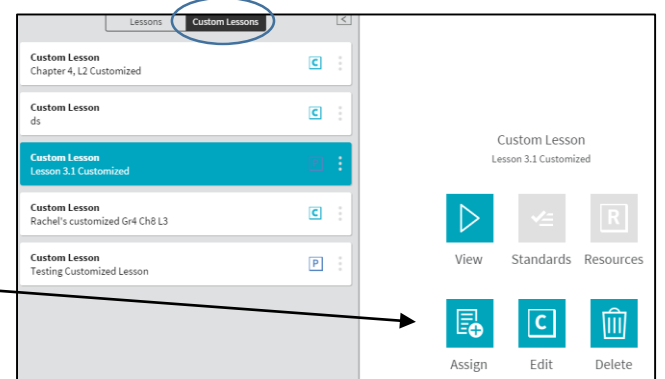 Lessons Custom Lessons <
Custom Lesson
Chapter 4, L2 Customized
C
Custom Lesson
ds
C
Custom Lesson
Lesson 3.1 Customized
Custom Lesson
Rachel's customized Gr4 Ch8 L3
C
Custom Lesson
Testing Customized Lesson
P
Custom Lesson
Lesson 3.1 Customized
R
View Standards Resources
C
Assign Edit Delete